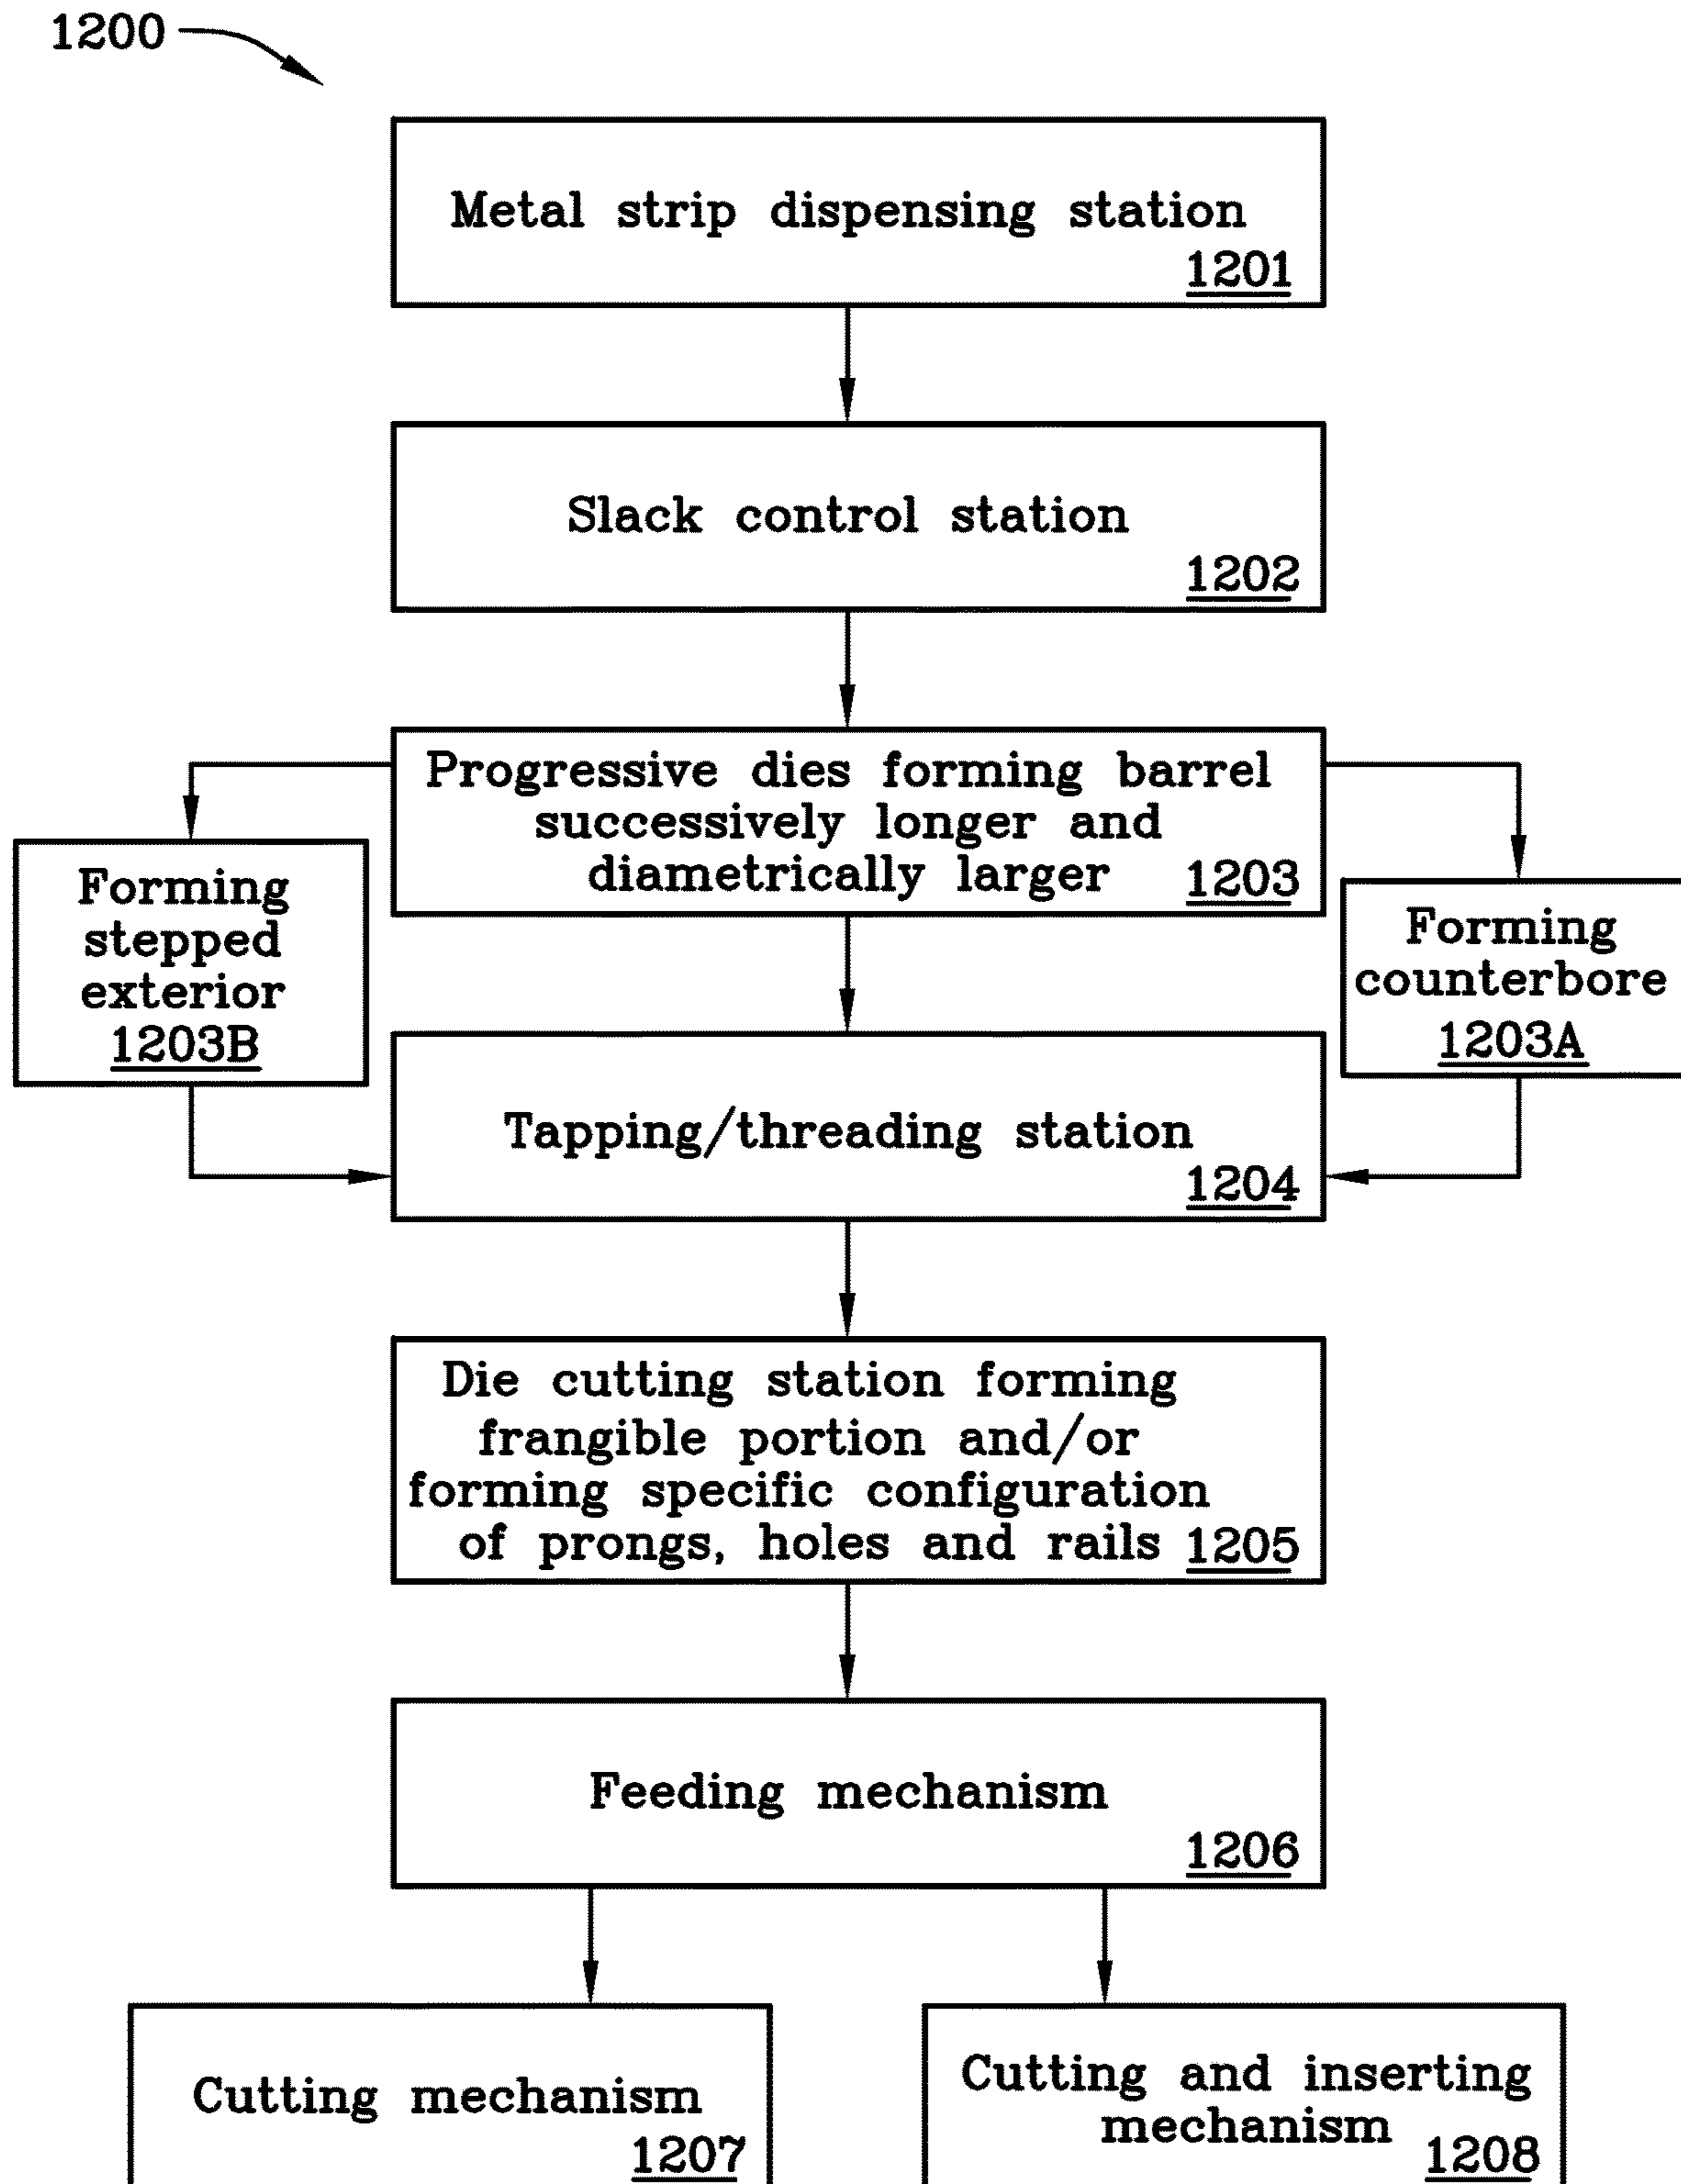 1200
Metal strip dispensing station
1201
Slack control station
1202
Progressive dies forming barrel
successively longer and
diametrically larger 1203
Forming
stepped
exterior
1203B
Forming
counterbore
1203A
Tapping/threading station
1204
Die cutting station forming
frangible portion and/or
forming specific configuration
of prongs, holes and rails 1205
Feeding mechanism
1206
Cutting mechanism
1207
Cutting and inserting
mechanism 1208